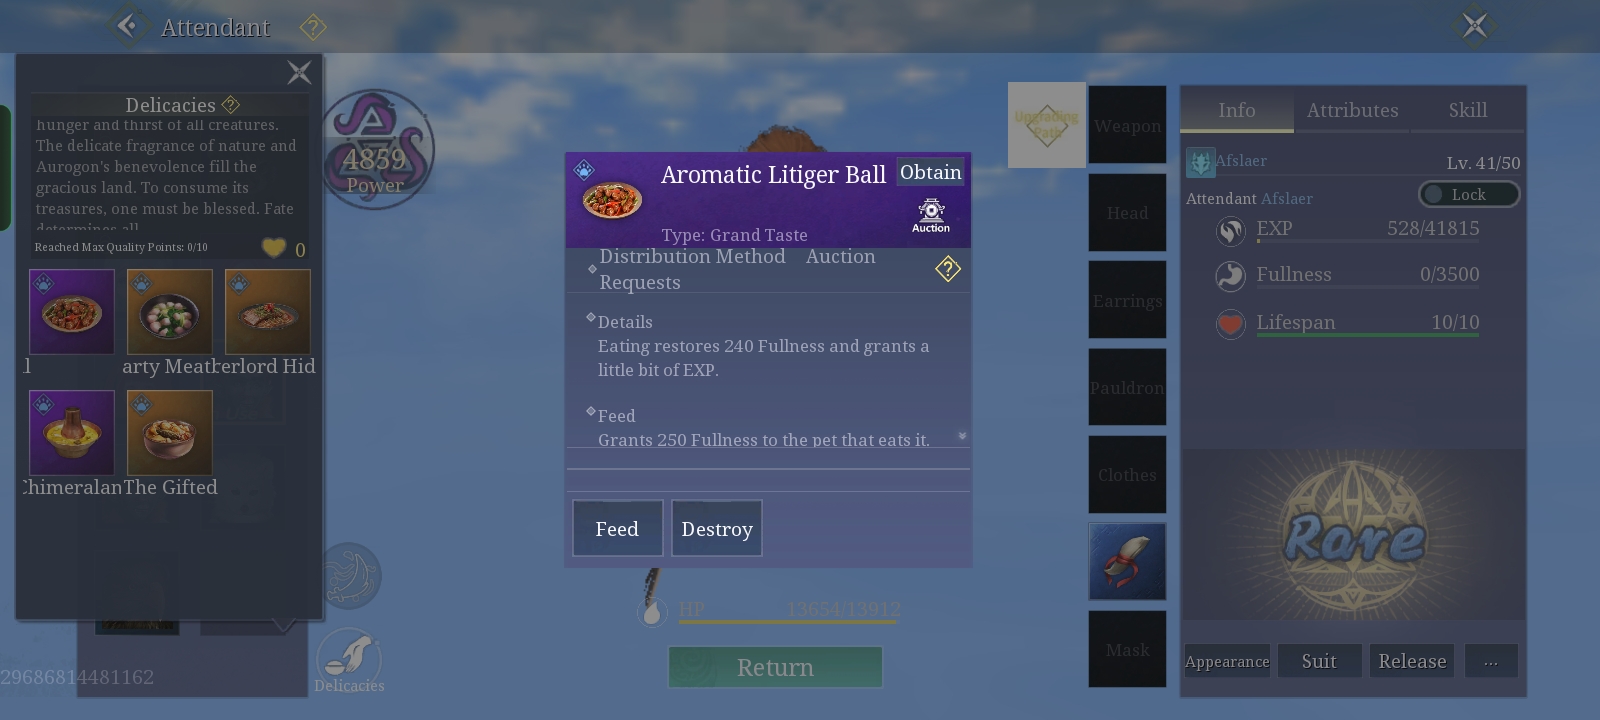 Attendant
Delicacies
hunger and thirst of all creatures.
The delicate fragrance of nature and
Aurogon's benevolence fill the
gracious land. To consume its
treasures, one must be blessed. Fate
determines all
Reached Max Quality Points: 0/10
0
arty Meat
erlord Hid
Chimeralan
The Gifted
4859
Power
Aromatic Litiger Ball
Obtain
Type: Grand Taste
Auction
Distribution Method Auction
Requests
Details
Eating restores 240 Fullness and grants a
little bit of EXP.
Feed
Grants 250 Fullness to the pet that eats it.
Feed
Destroy
HP 13654/13912
Return
Delicacies
29686814481162
Upgrading
Path
Weapon
Head
Earrings
Pauldron
Clothes
Mask
Info
Attributes
Skill
Afslaer
Lv. 41/50
Attendant Afslaer
Lock
EXP 528/41815
Fullness 0/3500
Lifespan 10/10
Rare
Appearance
Suit
Release
...